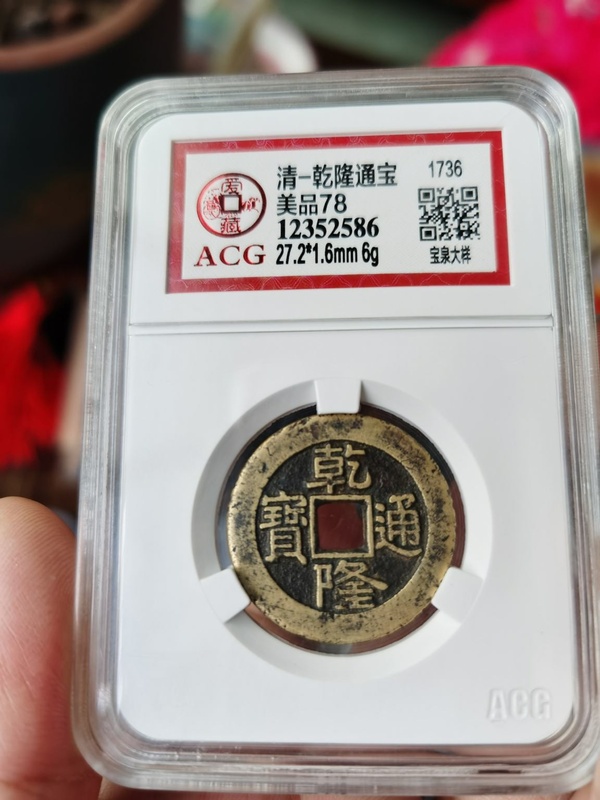 清-乾隆通宝
1736
美品78
12352586
27.2*1.6mm 6g
宝泉大样
爱
藏
ACG
乾
寶 通
隆
ACG